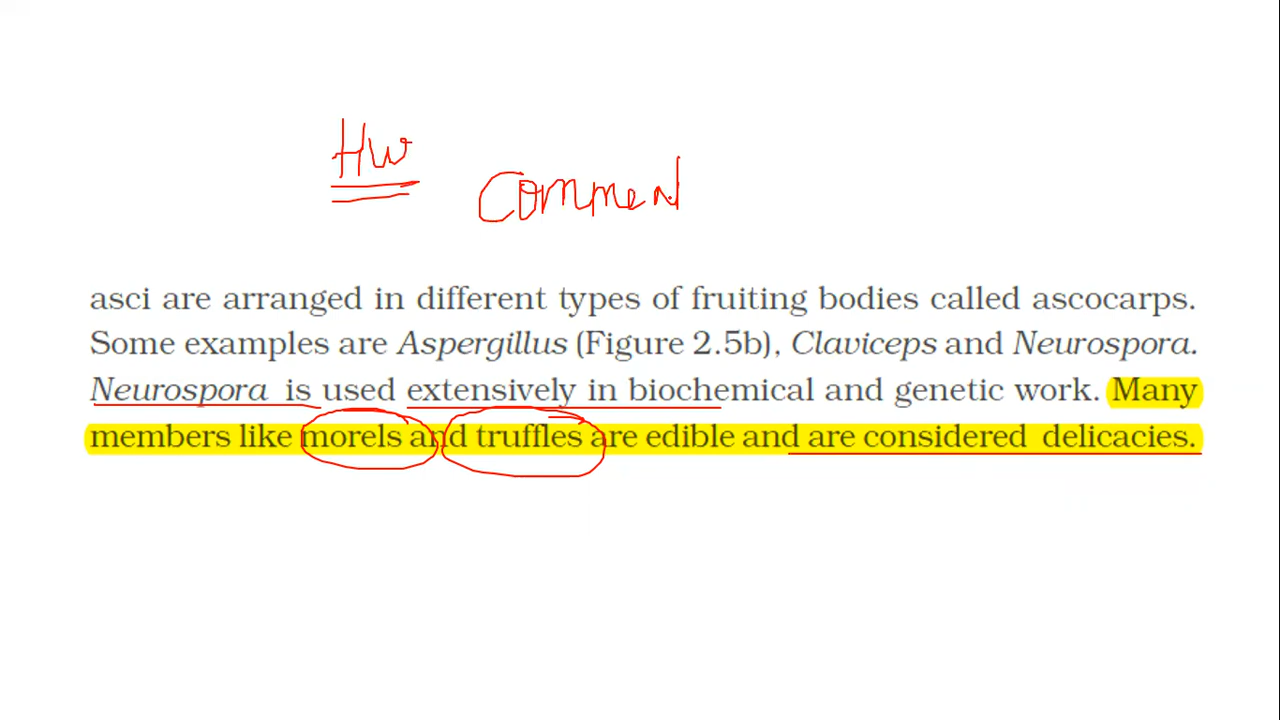 HW
Commen
asci are arranged in different types of fruiting bodies called ascocarps.
Some examples are Aspergillus (Figure 2.5b), Claviceps and Neurospora.
Neurospora is used extensively in biochemical and genetic work. Many
members like morels and truffles are edible and are considered delicacies.